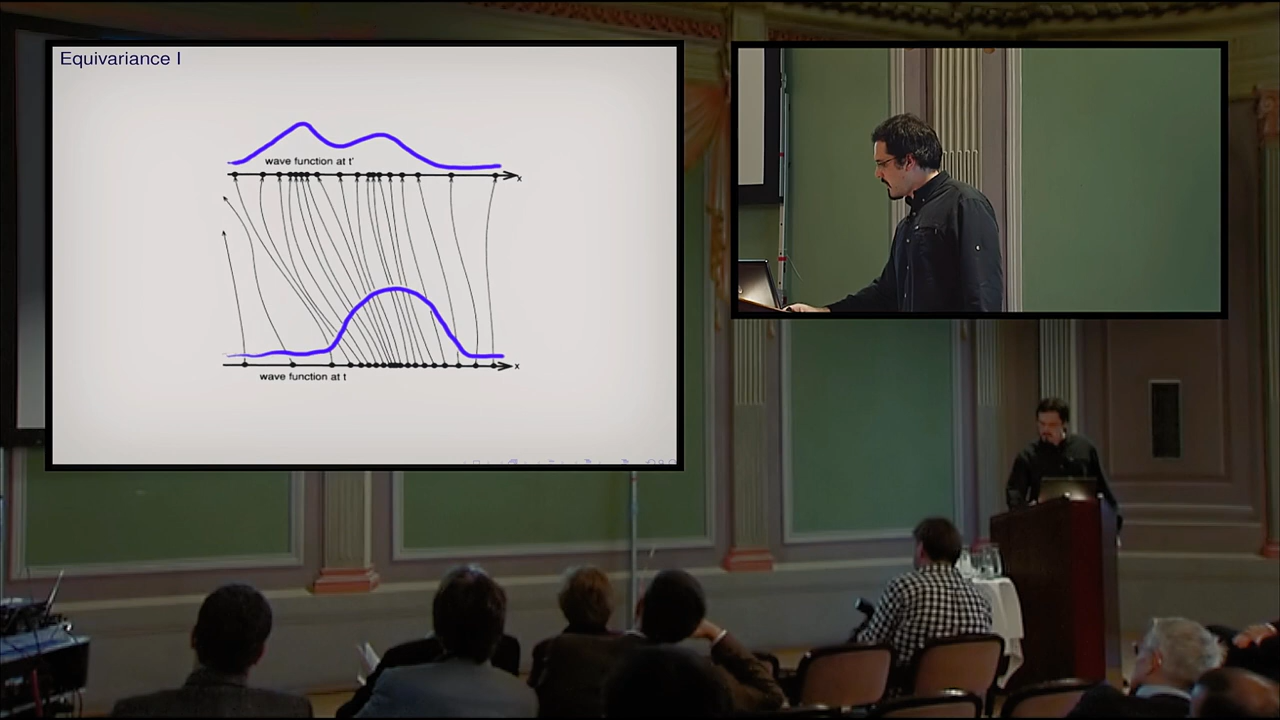 Equivariance I
wave function at t'
x
wave function at t
x